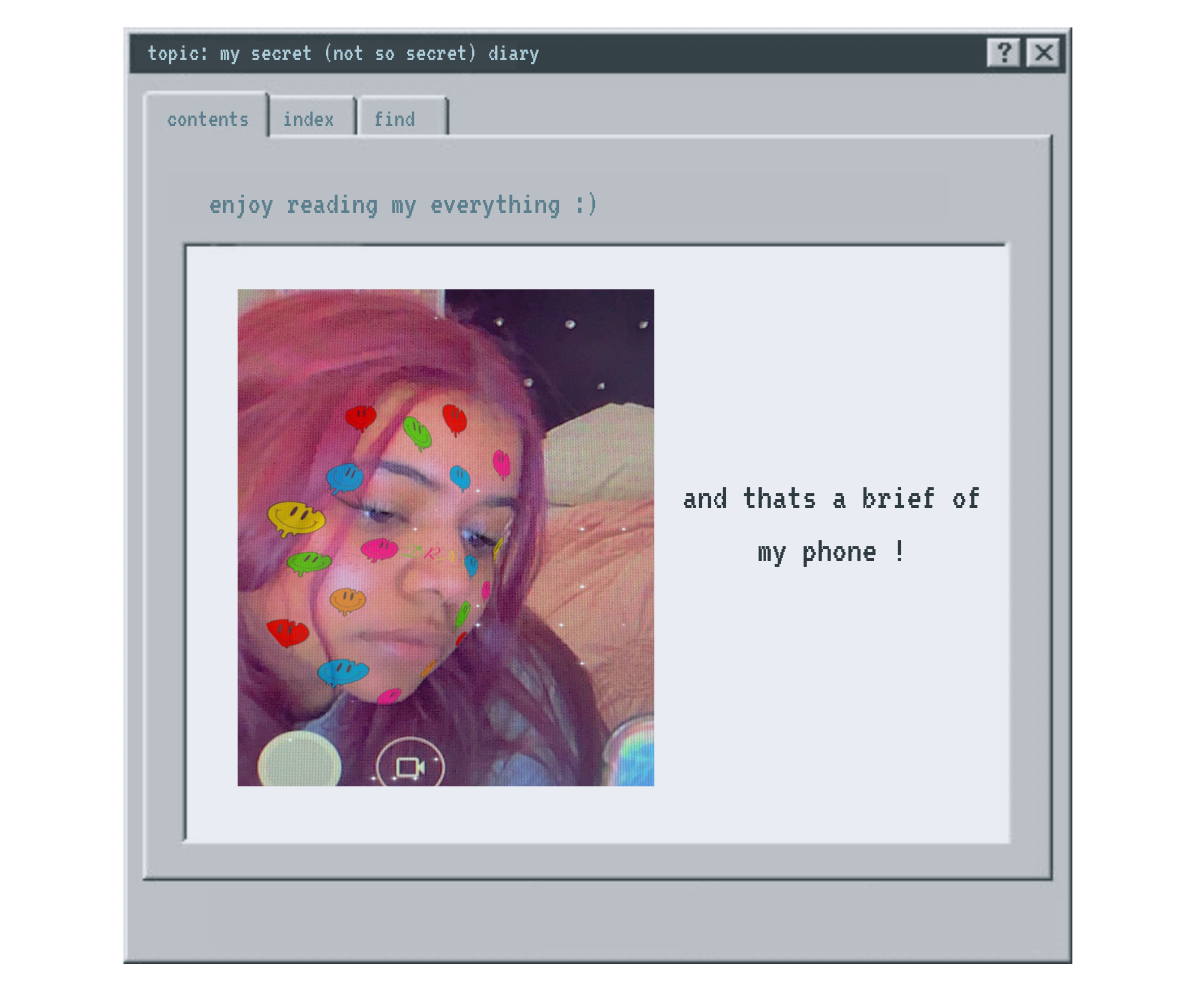 topic: my secret (not so secret) diary
contents index find
enjoy reading my everything :)
and thats a brief of
my phone !